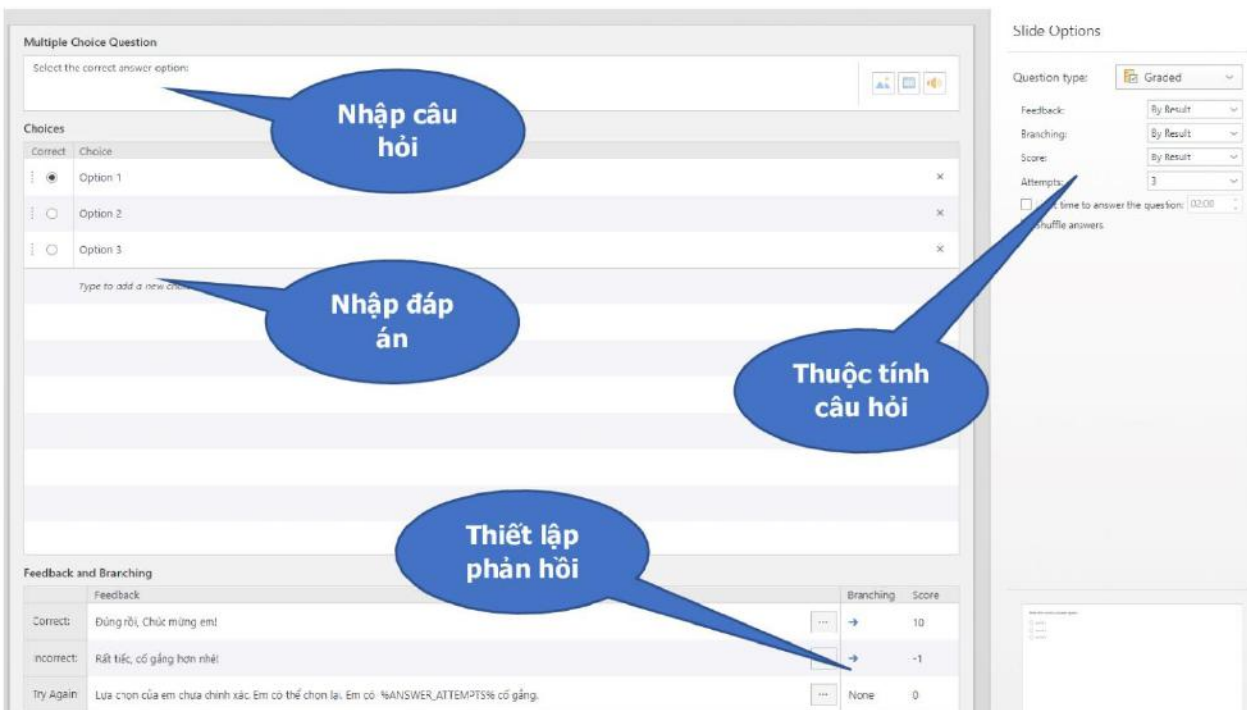 Multiple Choice Question
Select the correct answer option:
Nhập câu
hỏi
Choices
Correct Choice
Option 1
Option 2
Option 3
Type to add a new
Nhập đáp
án
Slide Options
Question type: Graded
Feedback: By Result
Branching: By Result
Score: By Result
Attempts: 3
time to answer the question: 02:00
shuffle answers
Thuộc tính
câu hỏi
Thiết lập
phản hồi
Feedback and Branching
Feedback Branching Score
Correct: Đúng rồi, Chúc mừng em! 10
Incorrect: Rất tiếc, cố gắng hơn nhé! -1
Try Again Lựa chọn của em chưa chính xác. Em có thể chọn lại. Em có %ANSWER_ATTEMPTS% cố gắng. None 0